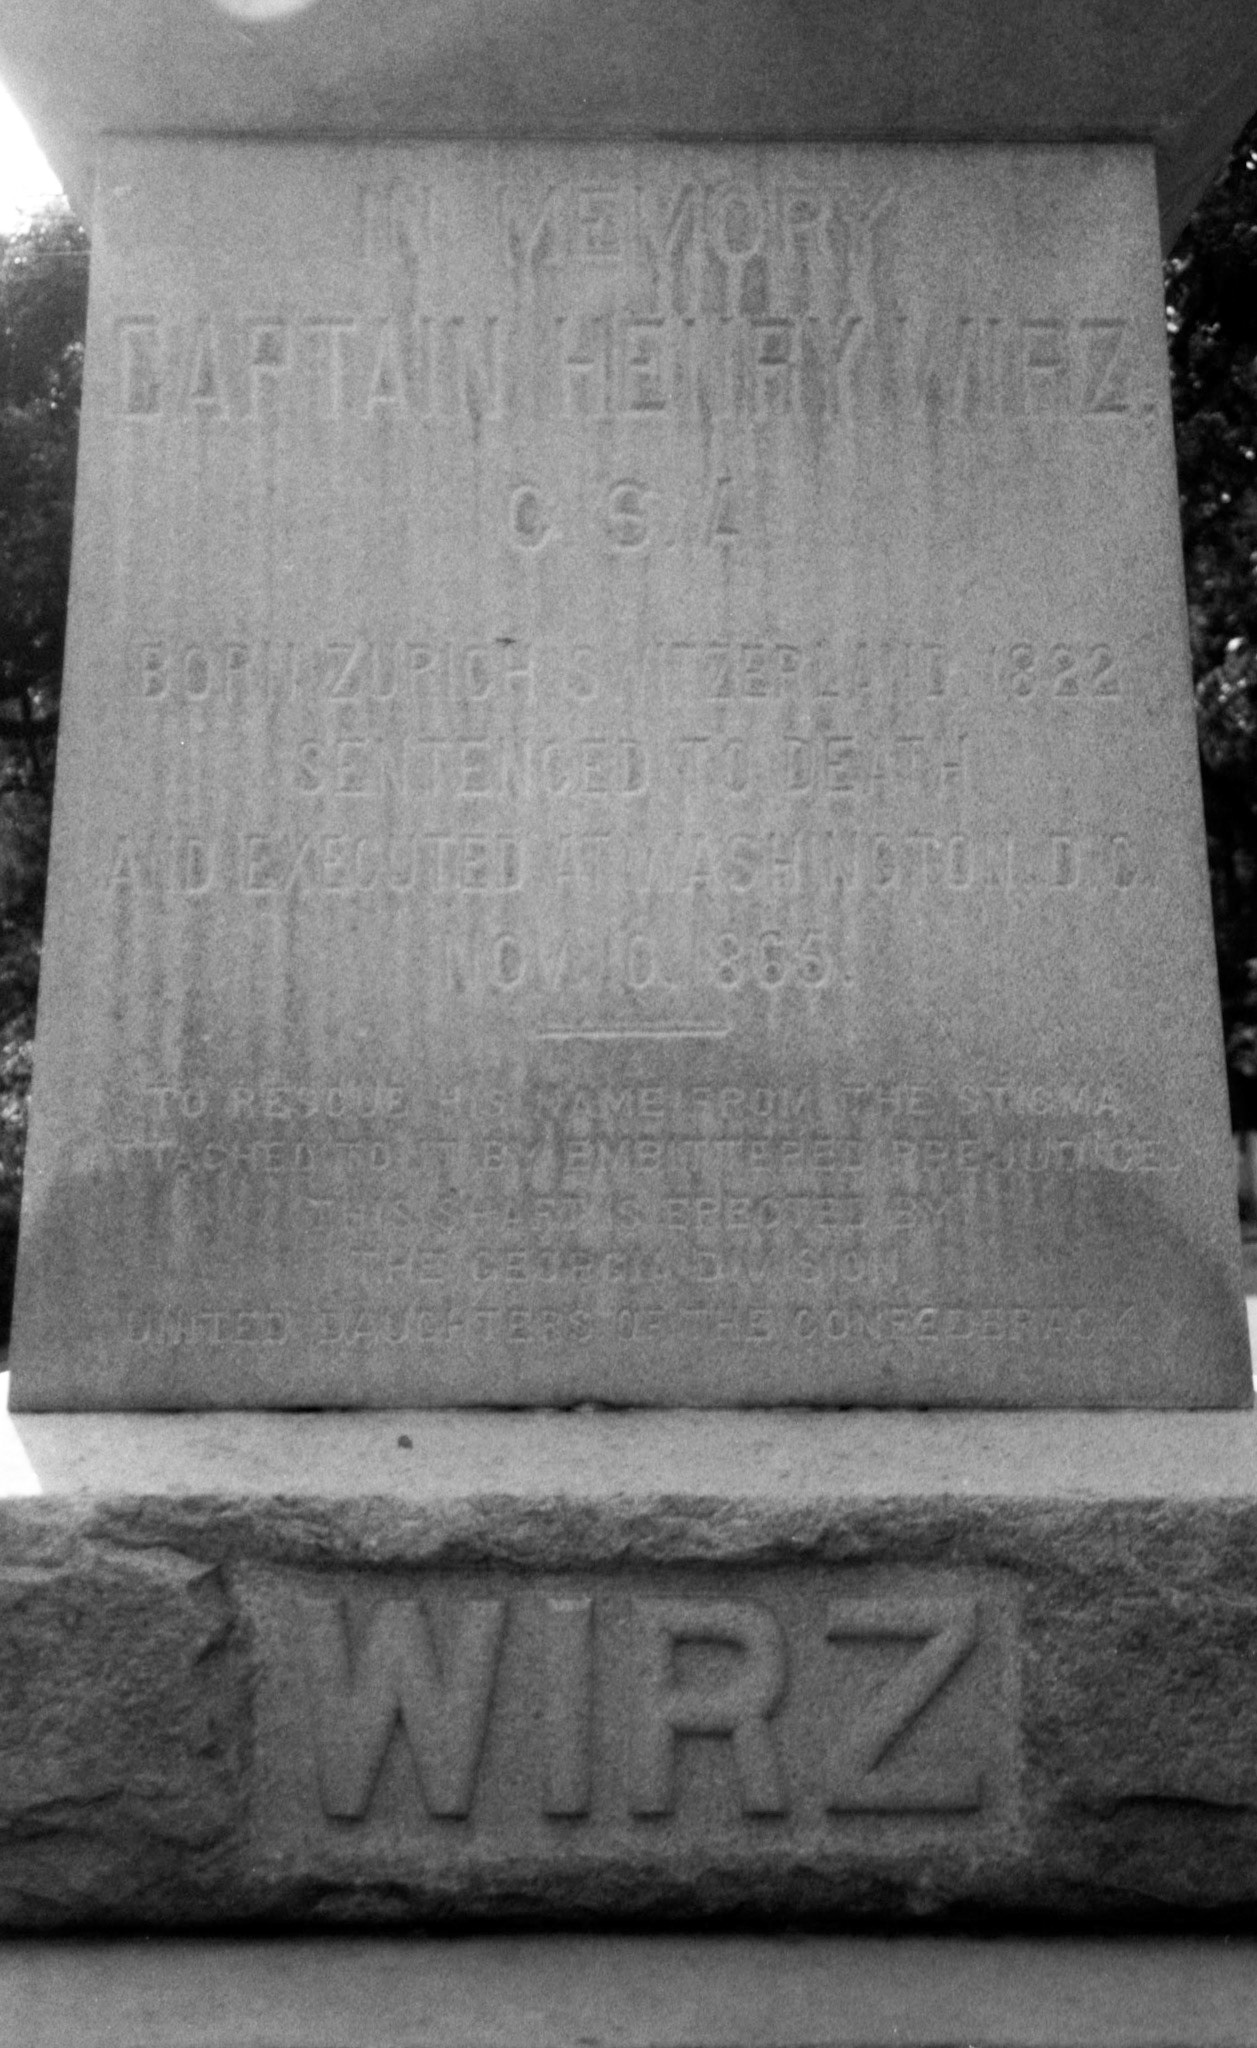 IN MEMORY
CAPTAIN HENRY WIRZ.
C. S. A.
BORN ZURICH SWITZERLAND. 1822
SENTENCED TO DEATH
AND EXECUTED AT WASHINGTON. D. C.
NOV. 10. 1865.
TO RESCUE HIS NAME FROM THE STIGMA
ATTACHED TO IT BY EMBITTERED PREJUDICE,
THIS SHAFT IS ERECTED BY
THE GEORGIA DIVISION
UNITED DAUGHTERS OF THE CONFEDERACY.
WIRZ